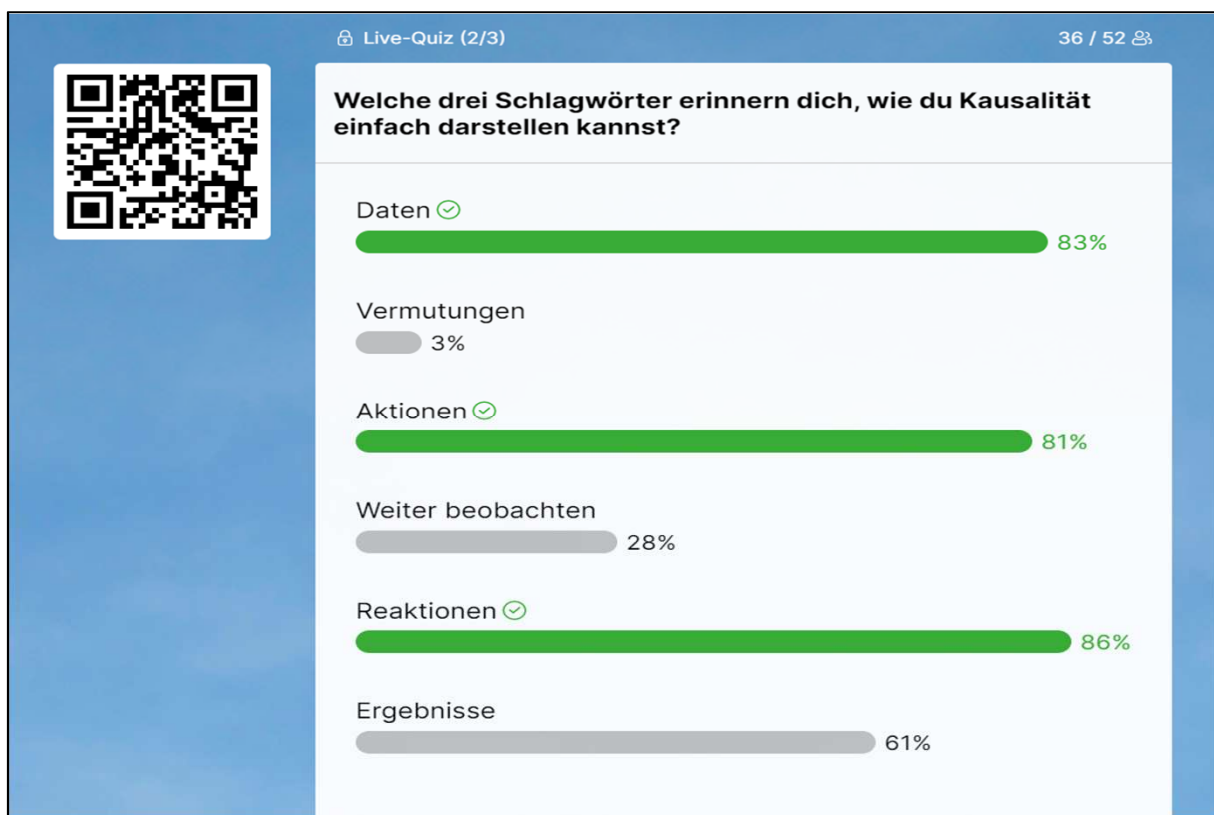 Live-Quiz (2/3)
36 / 52
Welche drei Schlagwörter erinnern dich, wie du Kausalität
einfach darstellen kannst?
Daten
83%
Vermutungen
3%
Aktionen
81%
Weiter beobachten
28%
Reaktionen
86%
Ergebnisse
61%